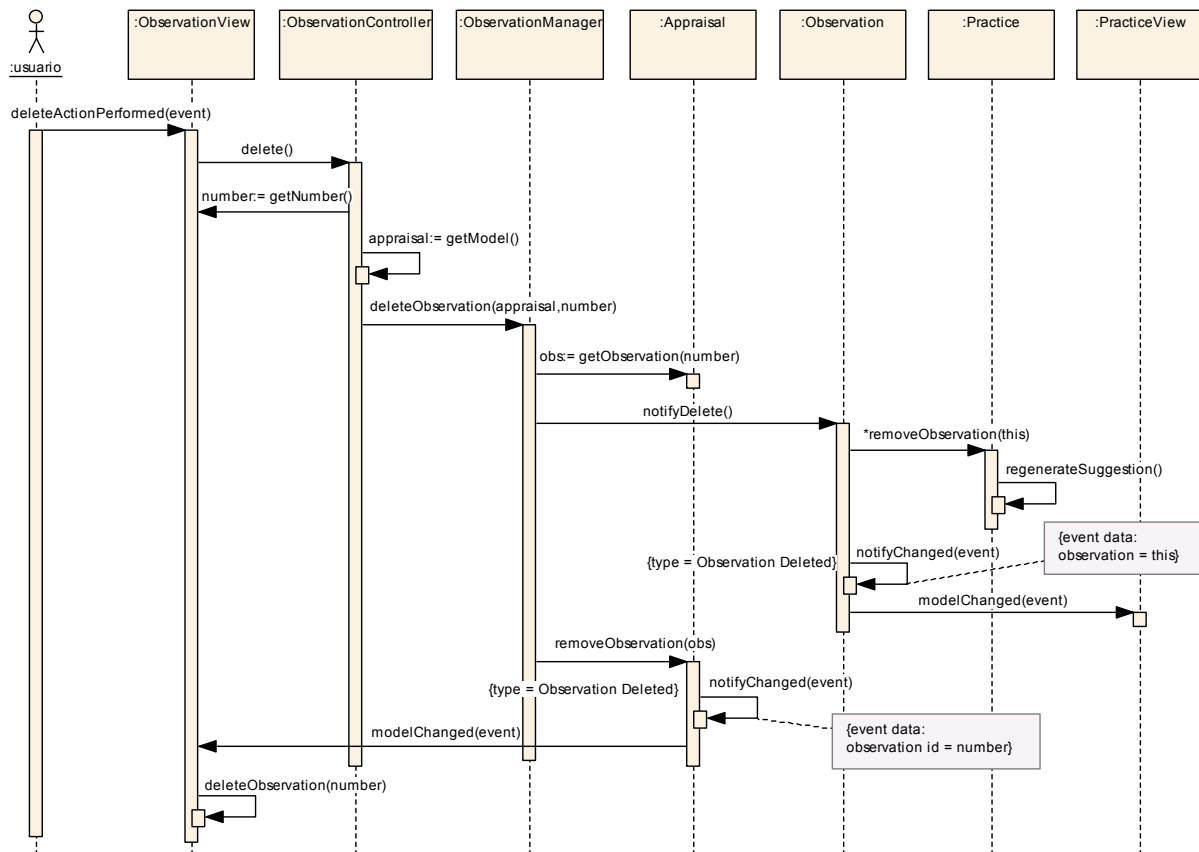 :ObservationView
:ObservationController
:ObservationManager
:Appraisal
:Observation
:Practice
:PracticeView
:usuario
deleteActionPerformed(event)
delete()
number:= getNumber()
appraisal:= getModel()
deleteObservation(appraisal,number)
obs:= getObservation(number)
notifyDelete()
*removeObservation(this)
regenerateSuggestion()
{event data:
observation = this}
notifyChanged(event)
{type = Observation Deleted}
modelChanged(event)
removeObservation(obs)
notifyChanged(event)
{type = Observation Deleted}
{event data:
observation id = number}
modelChanged(event)
deleteObservation(number)